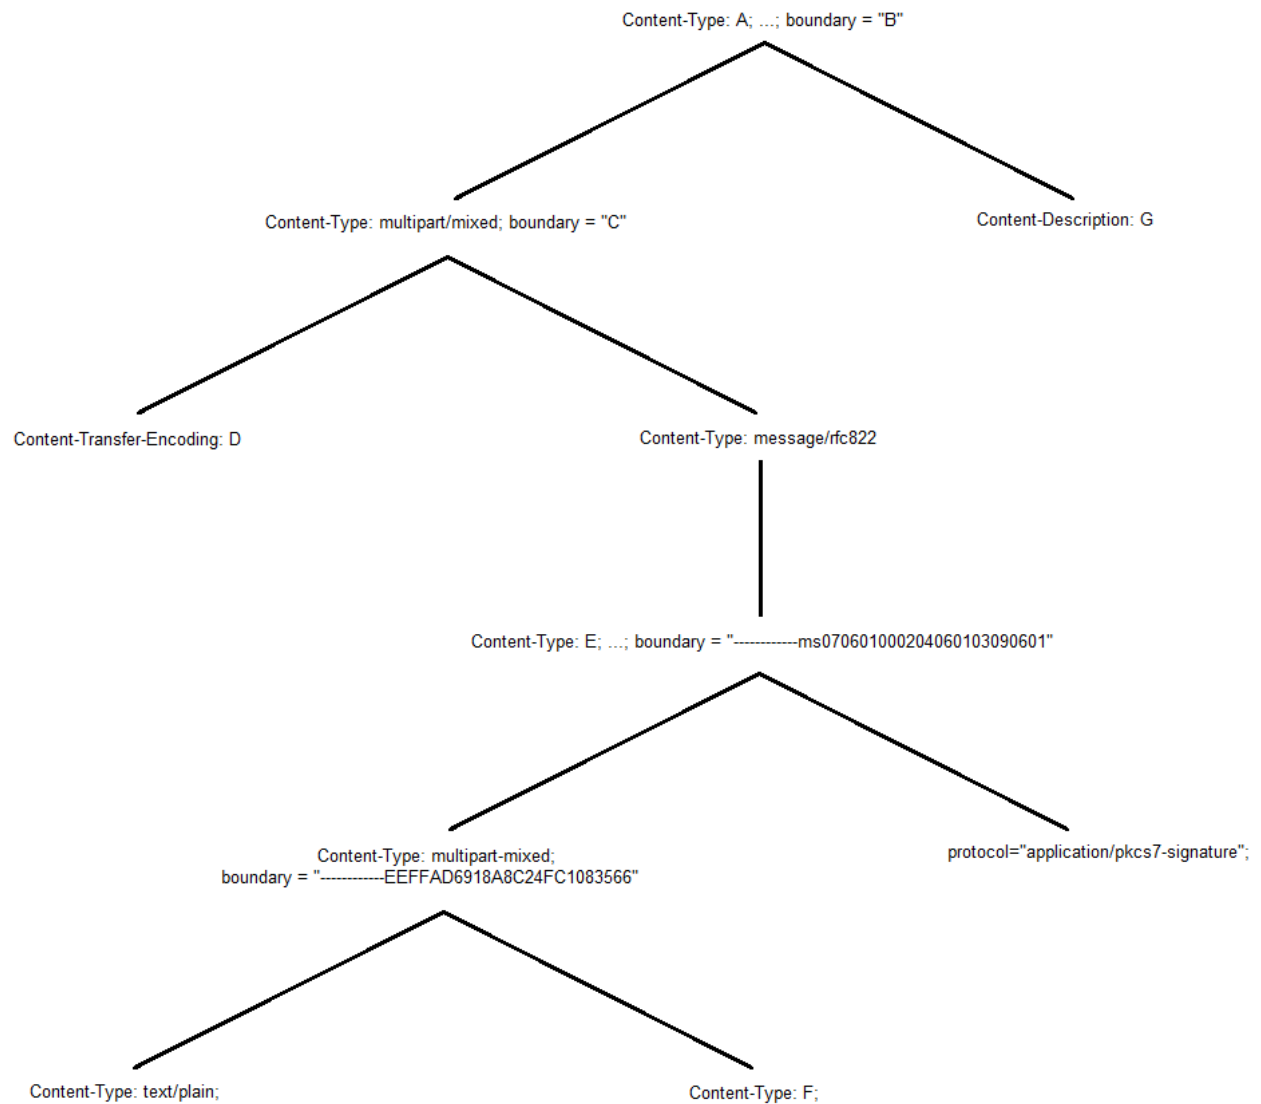 Content-Type: A; ...; boundary = "B"
Content-Type: multipart/mixed; boundary = "C"
Content-Description: G
Content-Transfer-Encoding: D
Content-Type: message/rfc822
Content-Type: E; ...; boundary = "------------ms070601000204060103090601"
Content-Type: multipart-mixed;
boundary = "------------EEFFAD6918A8C24FC1083566"
protocol="application/pkcs7-signature";
Content-Type: text/plain;
Content-Type: F;